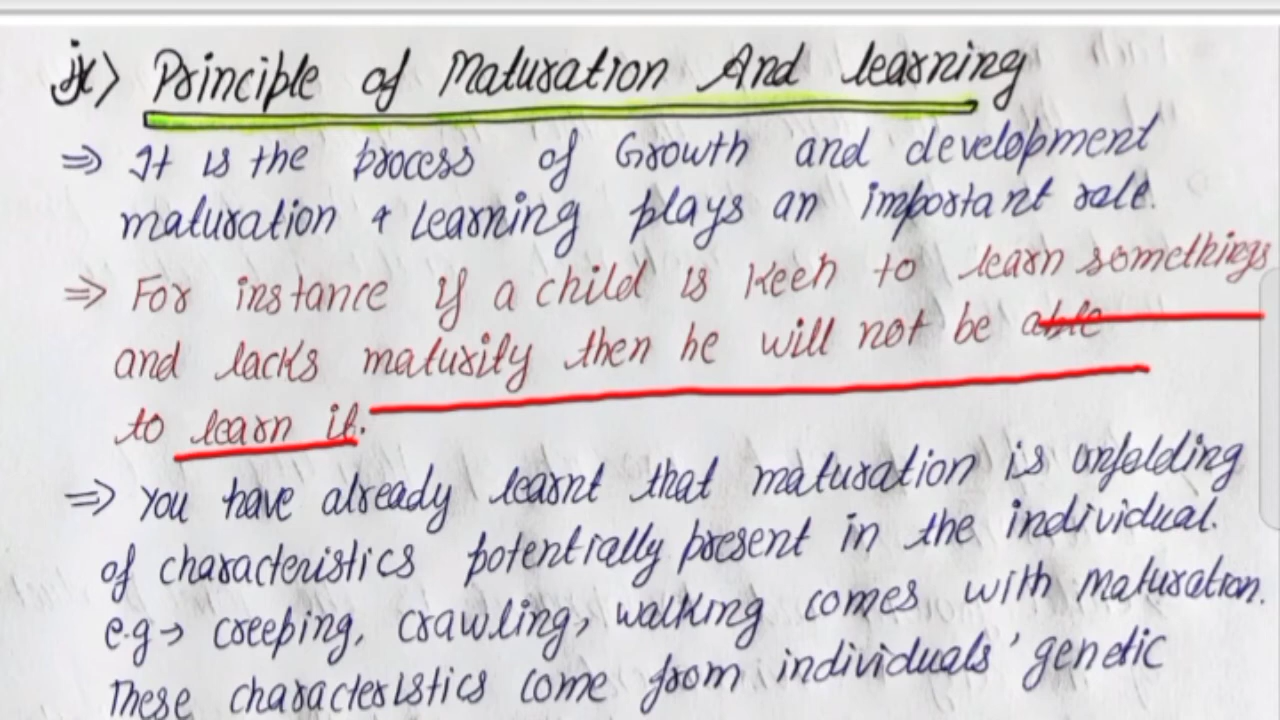 ix) Principle of Maturation And learning
⇒ It is the process of Growth and development
maturation & Learning plays an important role.
⇒ For instance if a child is keen to learn somethings
and lacks maturity then he will not be able
to learn it.
⇒ You have already learnt that maturation is unfolding
of characteristics potentially present in the individual.
e.g → creeping, crawling, walking comes with maturation.
These characteristics come from individuals' genetic